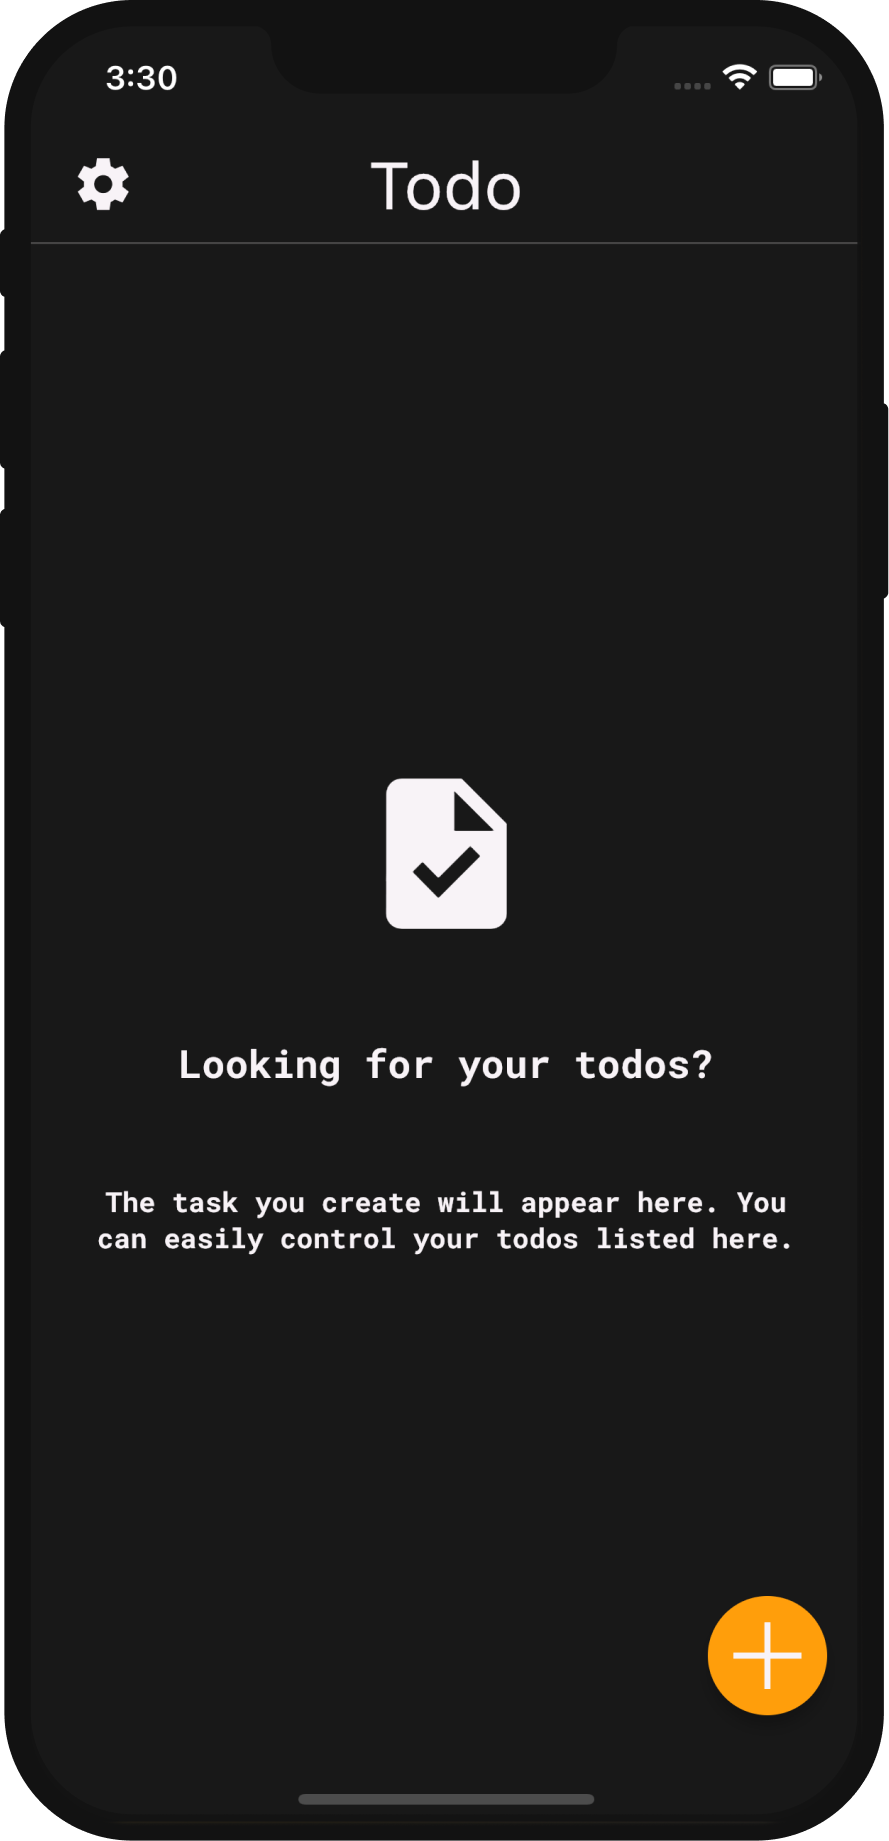 3:30
Todo
Looking for your todos?
The task you create will appear here. You
can easily control your todos listed here.